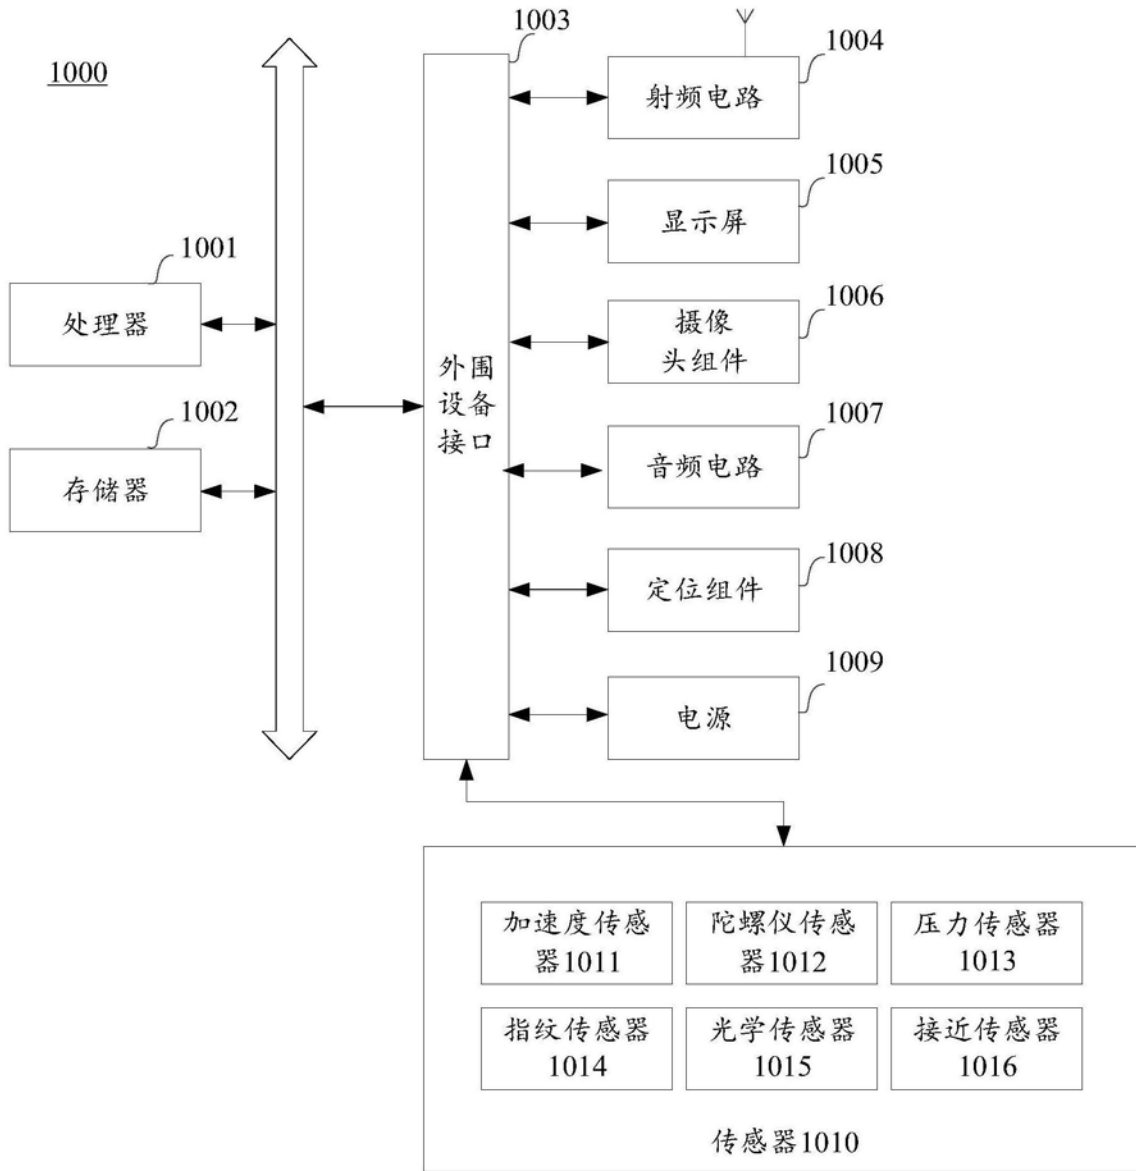 1000
1003
1004
射频电路
1005
显示屏
1001
处理器
1006
摄像
头组件
外围
设备
接口
1002
存储器
1007
音频电路
1008
定位组件
1009
电源
加速度传感
器1011
陀螺仪传感
器1012
压力传感器
1013
指纹传感器
1014
光学传感器
1015
接近传感器
1016
传感器1010